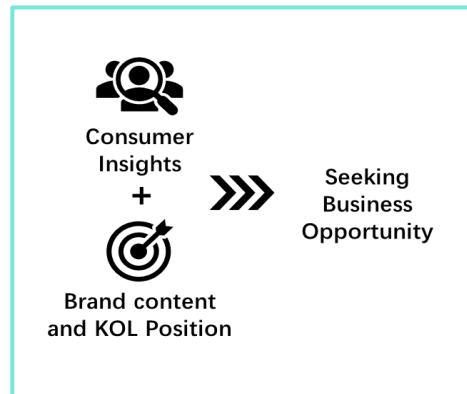 Consumer
Insights
+
Brand content
and KOL Position
Seeking
Business
Opportunity